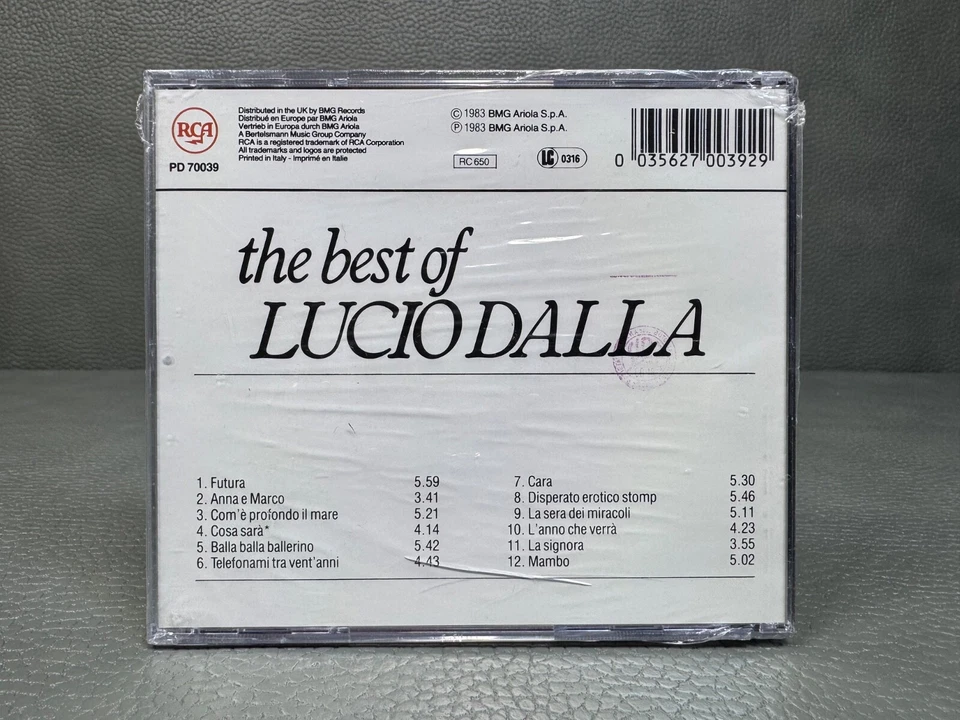 RCA
PD 70039
Distributed in the UK by BMG Records
Distribué en Europe par BMG Ariola
Vertrieb in Europa durch BMG Ariola
A Bertelsmann Music Group Company
RCA is a registered trademark of RCA Corporation
All trademarks and logos are protected
Printed in Italy - Imprimé en Italie
© 1983 BMG Ariola S.p.A.
℗ 1983 BMG Ariola S.p.A.
RC 650
LC 0316
0 035627 003929
the best of
LUCIO DALLA
1. Futura 5.59
2. Anna e Marco 3.41
3. Com'è profondo il mare 5.21
4. Cosa sarà* 4.14
5. Balla balla ballerino 5.42
6. Telefonami tra vent'anni 4.43
7. Cara 5.30
8. Disperato erotico stomp 5.46
9. La sera dei miracoli 5.11
10. L'anno che verrà 4.23
11. La signora 3.55
12. Mambo 5.02